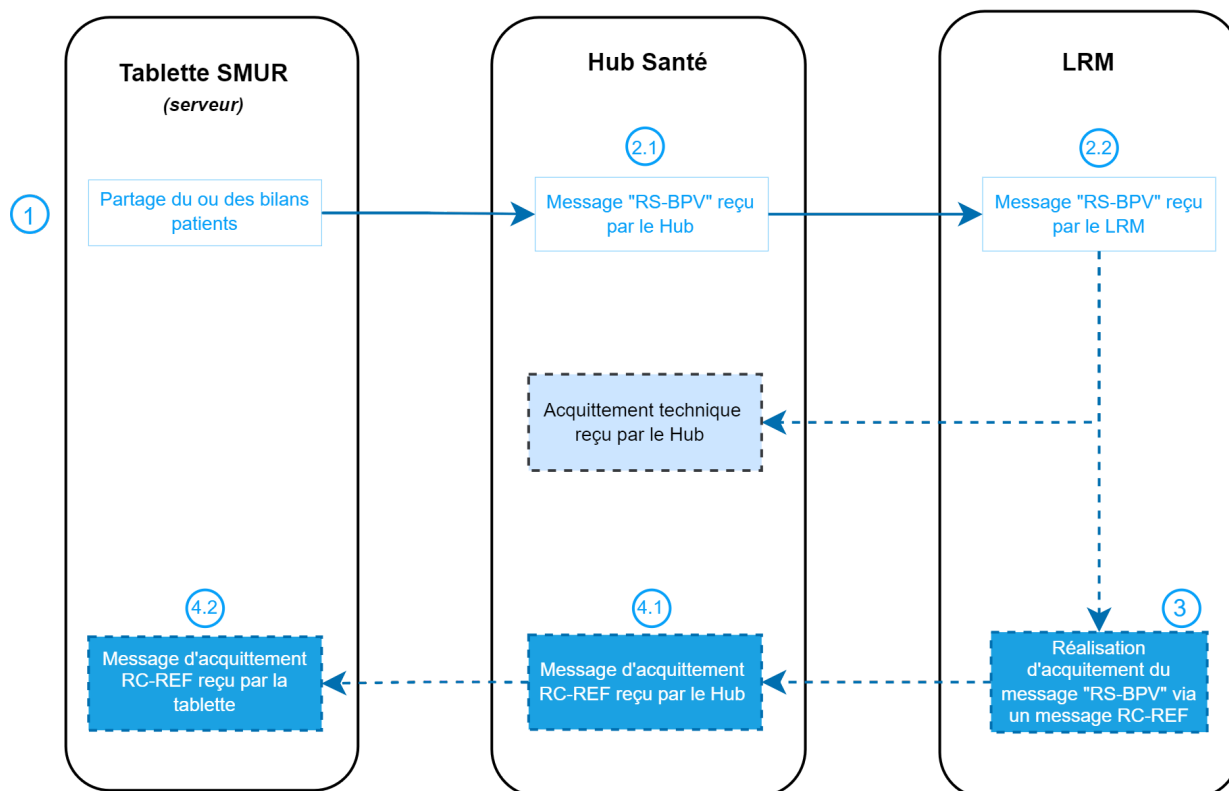 Tablette SMUR
(serveur)
Hub Santé
LRM
1
Partage du ou des bilans
patients
2.1
Message "RS-BPV" reçu
par le Hub
2.2
Message "RS-BPV" reçu
par le LRM
Acquittement technique
reçu par le Hub
3
Réalisation
d'acquitement du
message "RS-BPV" via
un message RC-REF
4.1
Message d'acquittement
RC-REF reçu par le Hub
4.2
Message d'acquittement
RC-REF reçu par la
tablette